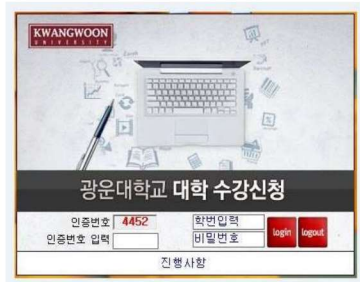 KWANGWOON
UNIVERSITY
광운대학교 대학 수강신청
인증번호 4452 학번입력
인증번호 입력 비밀번호
login logout
진행사항